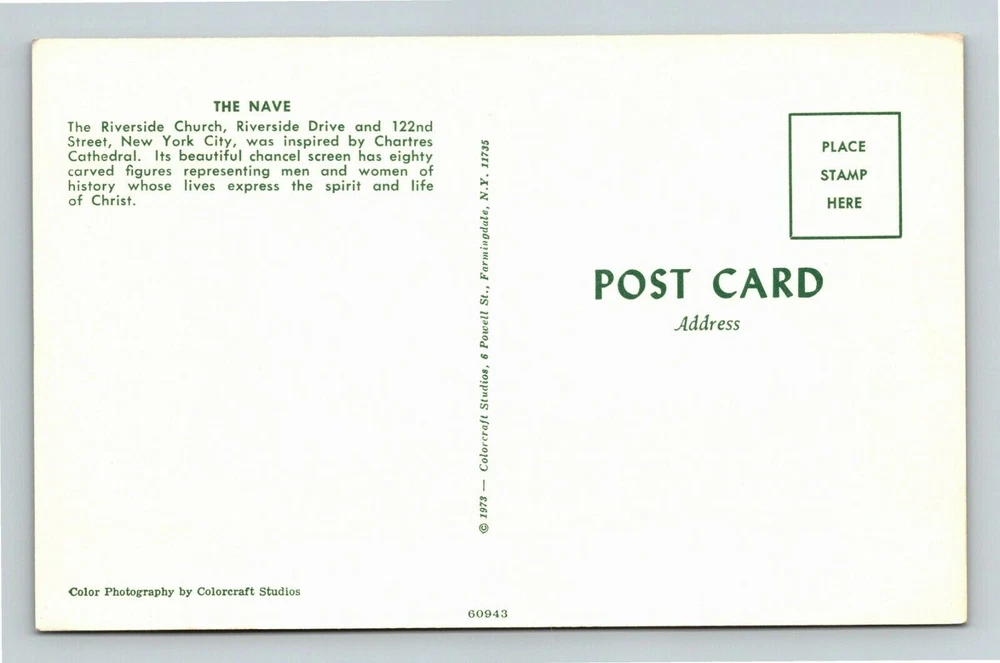 THE NAVE
The Riverside Church, Riverside Drive and 122nd
Street, New York City, was inspired by Chartres
Cathedral. Its beautiful chancel screen has eighty
carved figures representing men and women of
history whose lives express the spirit and life
of Christ.
Color Photography by Colorcraft Studios
© 1973 — Colorcraft Studios, 6 Powell St., Farmingdale, N.Y. 11735
60943
PLACE
STAMP
HERE
POST CARD
Address